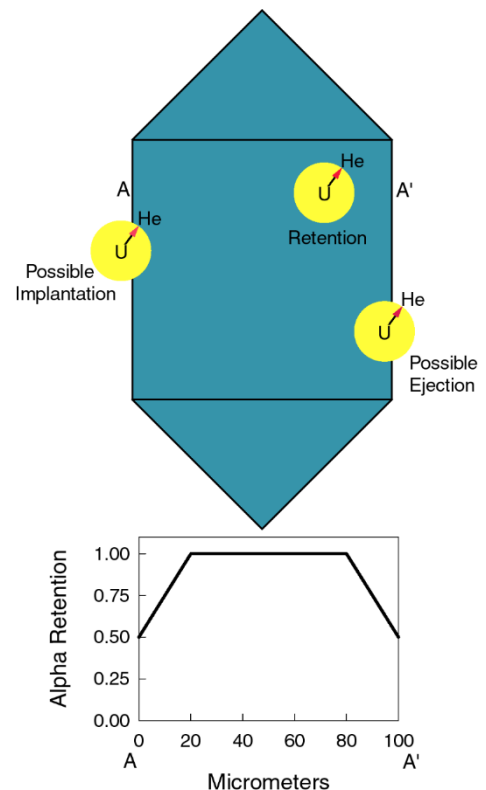 He
A
A'
U
He
Retention
U
Possible
Implantation
He
U
Possible
Ejection
1.00
0.75
0.50
0.25
0.00
Alpha Retention
0 20 40 60 80 100
A A'
Micrometers